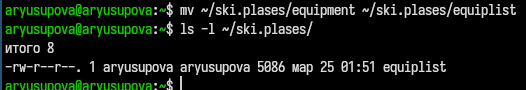 aryusupova@aryusupova:~$ mv ~/ski.plases/equipment ~/ski.plases/equiplist
aryusupova@aryusupova:~$ ls -l ~/ski.plases/
итого 8
-rw-r--r--. 1 aryusupova aryusupova 5086 мар 25 01:51 equiplist
aryusupova@aryusupova:~$